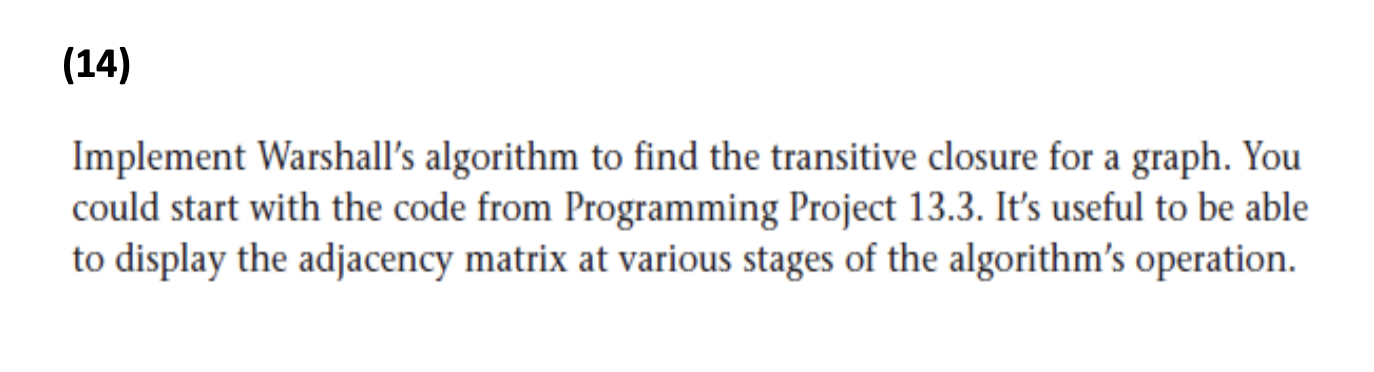 (14)
Implement Warshall’s algorithm to find the transitive closure for a graph. You
could start with the code from Programming Project 13.3. It’s useful to be able
to display the adjacency matrix at various stages of the algorithm’s operation.